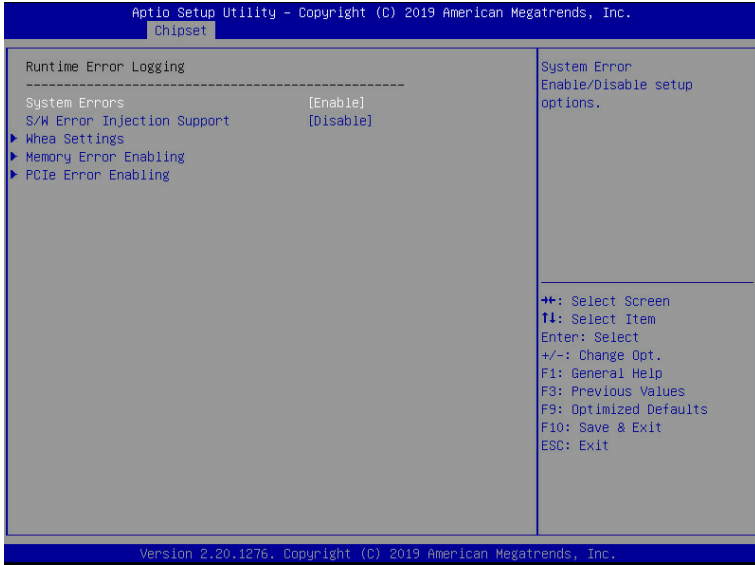 Aptio Setup Utility – Copyright (C) 2019 American Megatrends, Inc.
Chipset
Runtime Error Logging
--------------------------------------------------
System Errors [Enable]
S/W Error Injection Support [Disable]
▶ Whea Settings
▶ Memory Error Enabling
▶ PCIe Error Enabling
System Error
Enable/Disable setup
options.
→←: Select Screen
↑↓: Select Item
Enter: Select
+/-: Change Opt.
F1: General Help
F3: Previous Values
F9: Optimized Defaults
F10: Save & Exit
ESC: Exit
Version 2.20.1276. Copyright (C) 2019 American Megatrends, Inc.